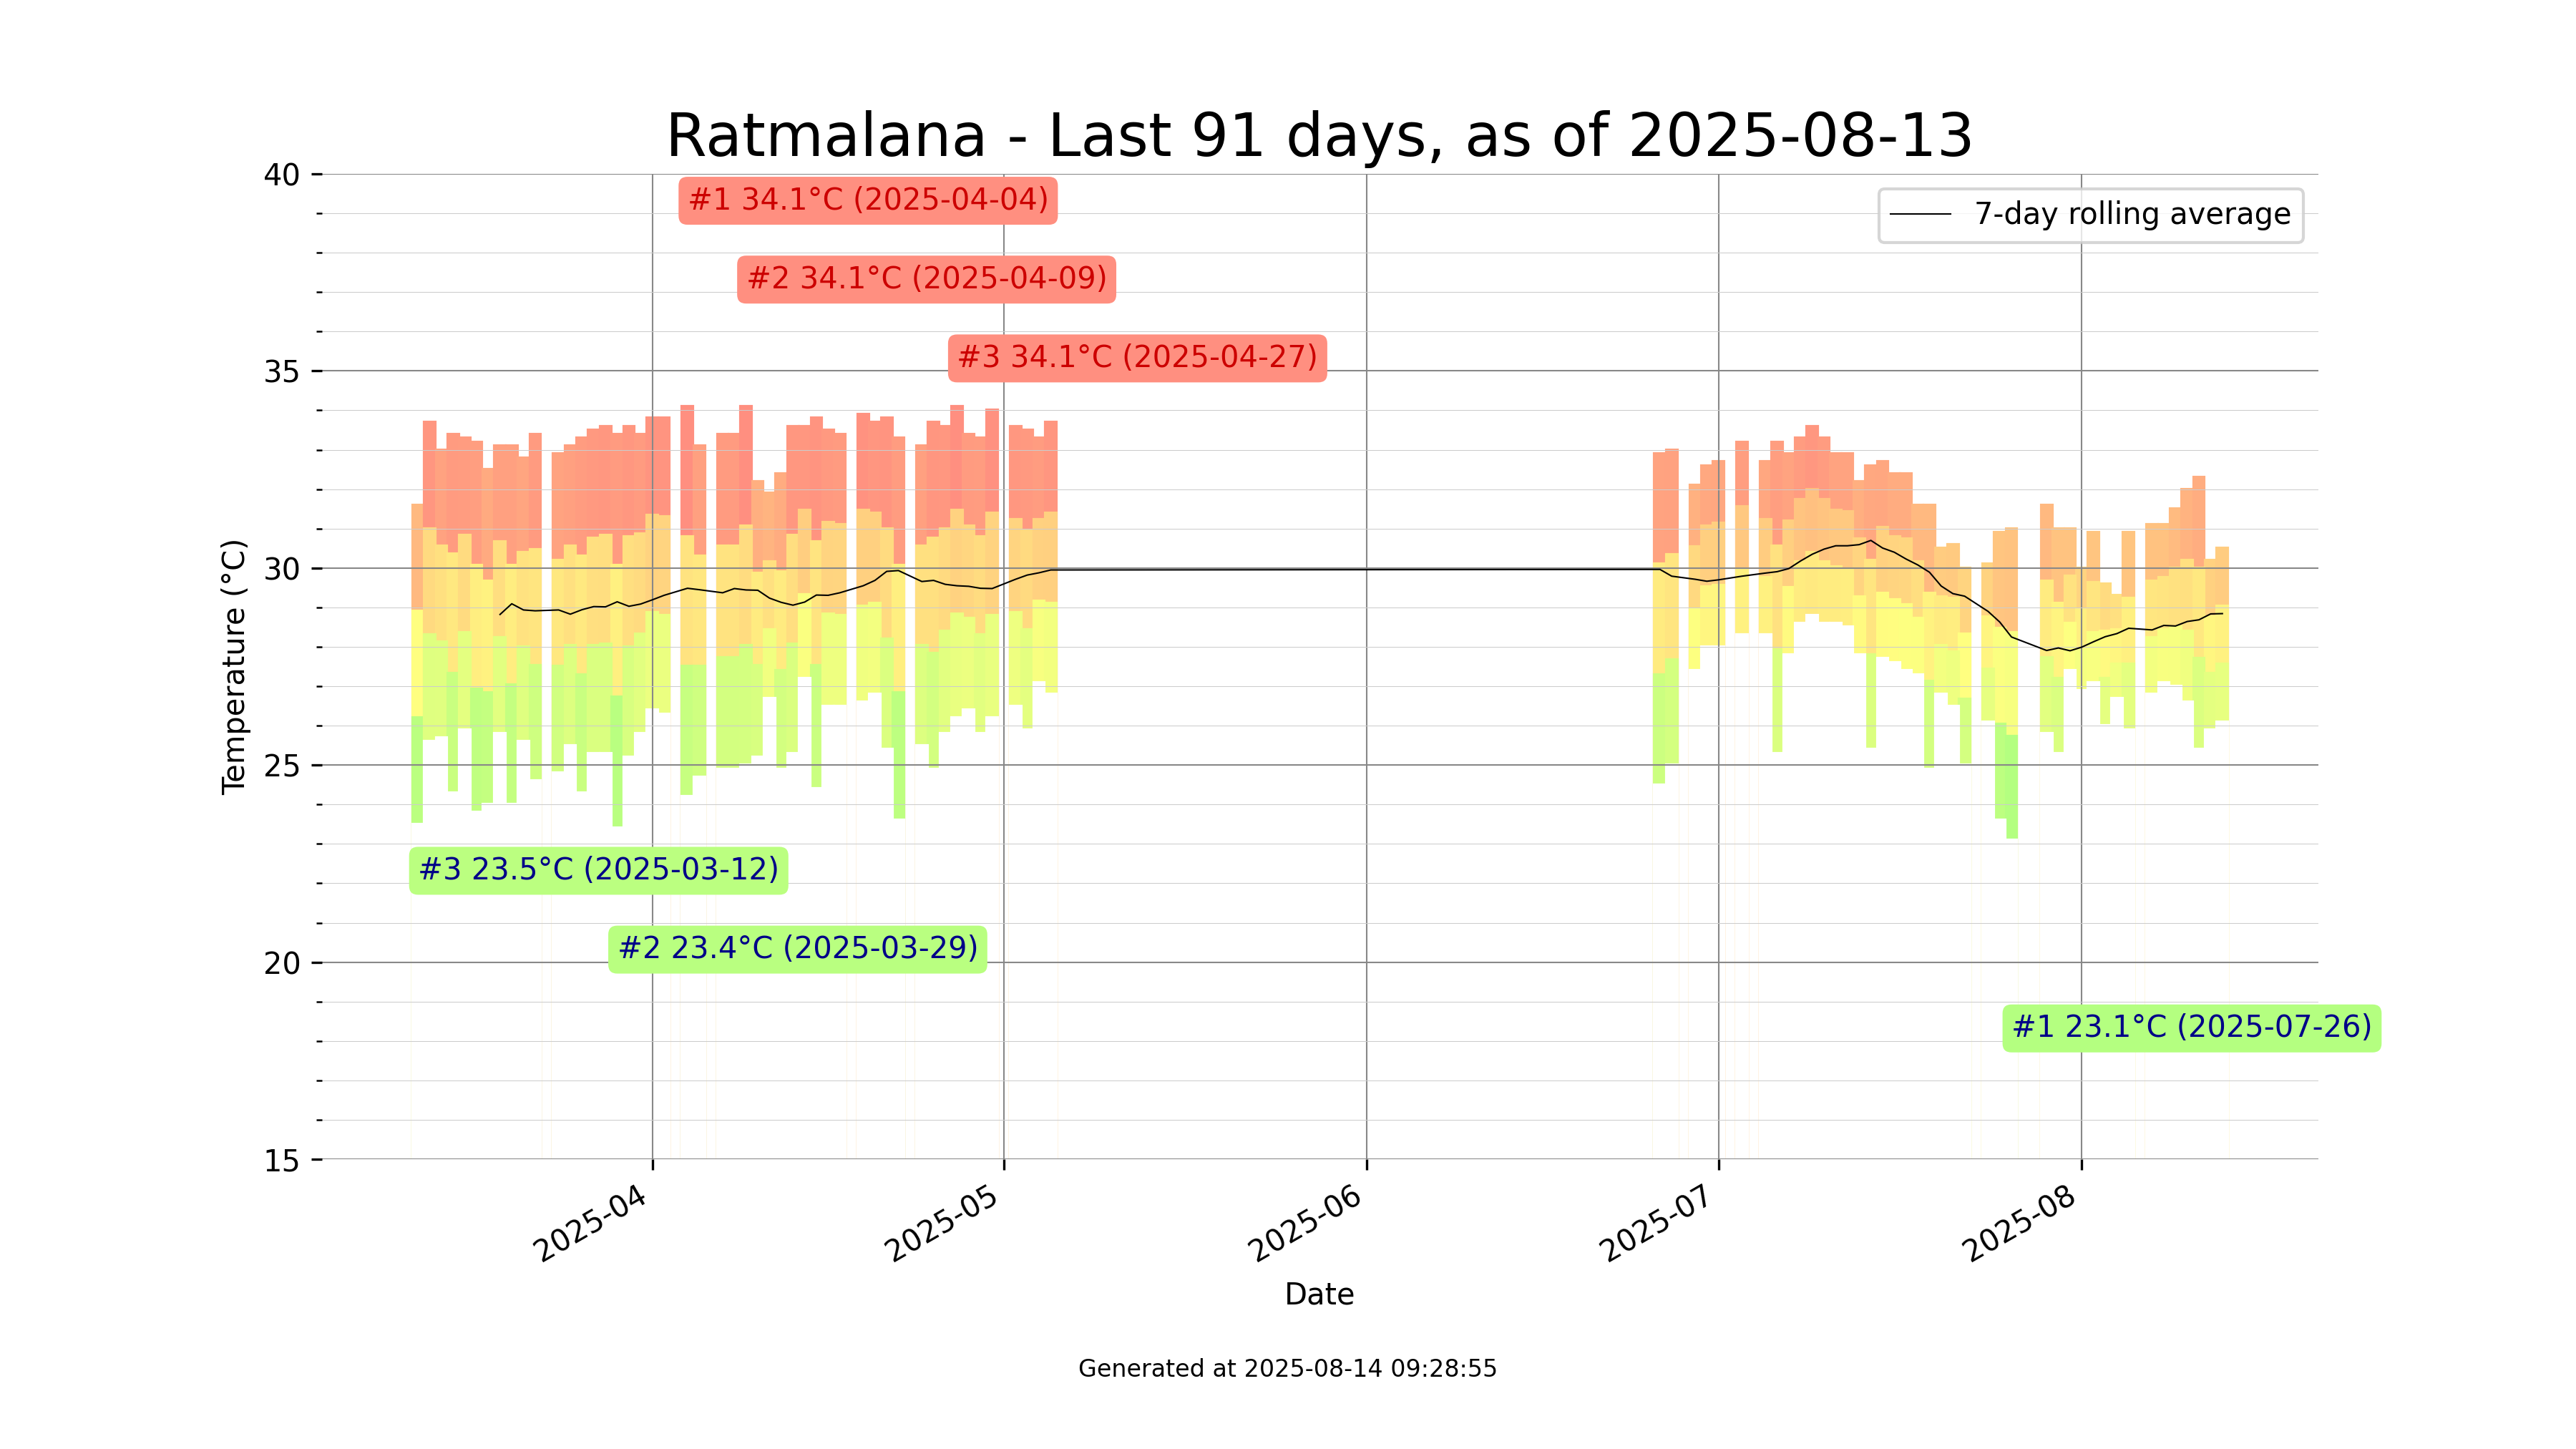 Ratmalana - Last 91 days, as of 2025-08-13
40
#1 34.1°C (2025-04-04)
7-day rolling average
#2 34.1°C (2025-04-09)
#3 34.1°C (2025-04-27)
35
30
Temperature (°C)
25
#3 23.5°C (2025-03-12)
#2 23.4°C (2025-03-29)
20
#1 23.1°C (2025-07-26)
15
2025-04
2025-05
2025-06
2025-07
2025-08
Date
Generated at 2025-08-14 09:28:55